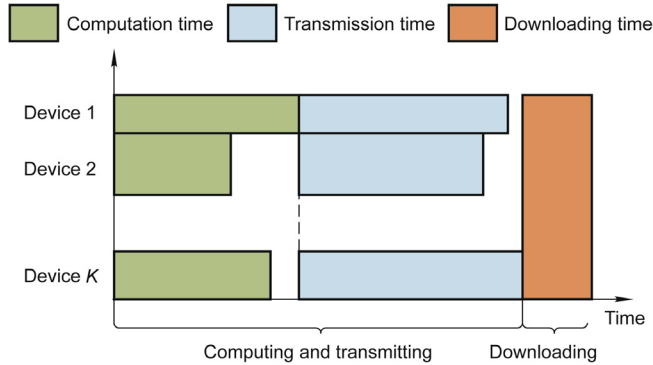 Computation time Transmission time Downloading time
Device 1
Device 2
Device K
Time
Computing and transmitting Downloading